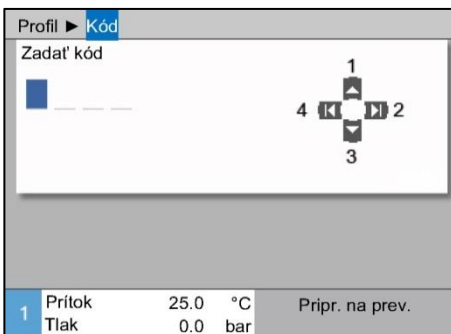 Profil ► Kód
Zadať kód
1
4 2
3
1
Prítok 25.0 °C
Tlak 0.0 bar
Pripr. na prev.